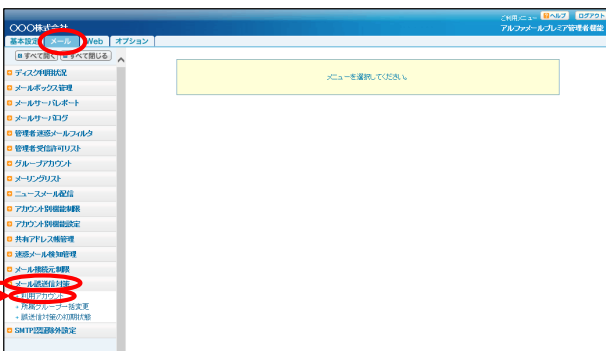 ご利用メニュー ヘルプ ログアウト
〇〇〇株式会社 アルファメールプレミア管理者機能
基本設定 メール Web オプション
すべて開く すべて閉じる
メニューを選択してください。
ディスク利用状況
メールボックス管理
メールサーバレポート
メールサーバログ
管理者迷惑メールフィルタ
管理者受信許可リスト
グループアカウント
メーリングリスト
ニュースメール配信
アカウント別機能制限
アカウント別機能設定
共有アドレス帳管理
迷惑メール検知管理
メール接続元制限
メール誤送信対策
利用アカウント
所属グループ一括変更
誤送信対策の初期状態
SMTP認証除外設定